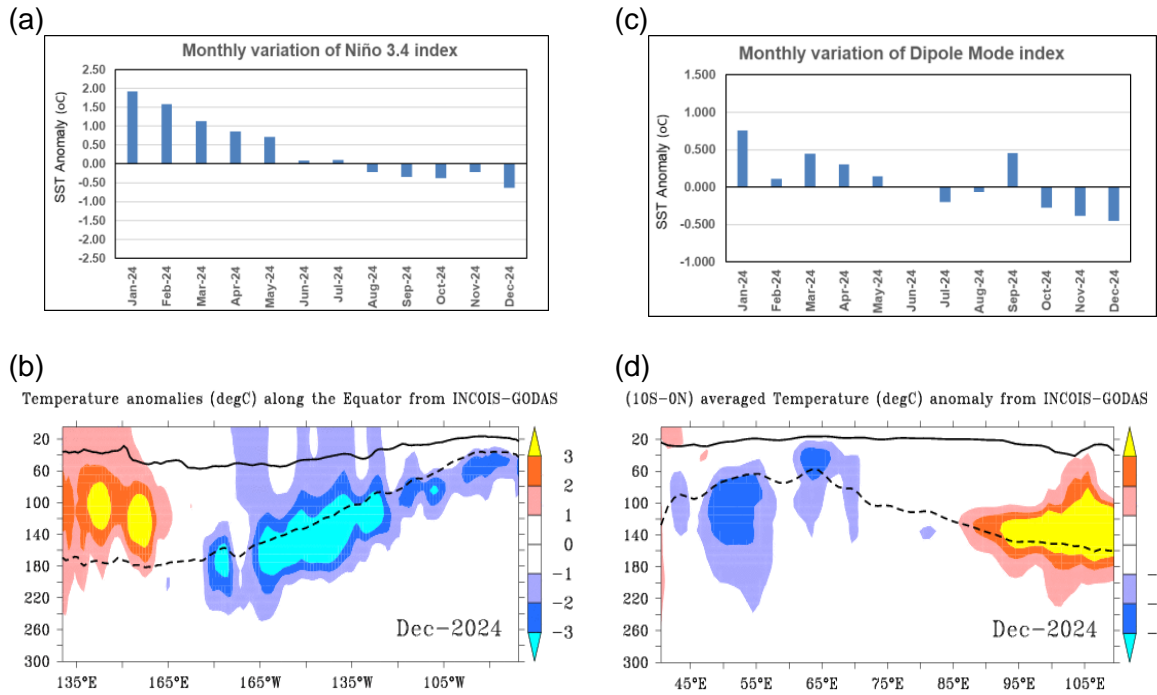 (a)
Monthly variation of Niño 3.4 index
SST Anomaly (oC)
2.50
2.00
1.50
1.00
0.50
0.00
-0.50
-1.00
-1.50
-2.00
-2.50
Jan-24
Feb-24
Mar-24
Apr-24
May-24
Jun-24
Jul-24
Aug-24
Sep-24
Oct-24
Nov-24
Dec-24
(c)
Monthly variation of Dipole Mode index
SST Anomaly (oC)
1.500
1.000
0.500
0.000
-0.500
-1.000
Jan-24
Feb-24
Mar-24
Apr-24
May-24
Jun-24
Jul-24
Aug-24
Sep-24
Oct-24
Nov-24
Dec-24
(b)
Temperature anomalies (degC) along the Equator from INCOIS-GODAS
20
60
100
140
180
220
260
300
135°E
165°E
165°W
135°W
105°W
Dec-2024
3
2
1
0
-1
-2
-3
(d)
(10S-0N) averaged Temperature (degC) anomaly from INCOIS-GODAS
20
60
100
140
180
220
260
300
45°E
55°E
65°E
75°E
85°E
95°E
105°E
Dec-2024
3
2
1
0
-
-
-